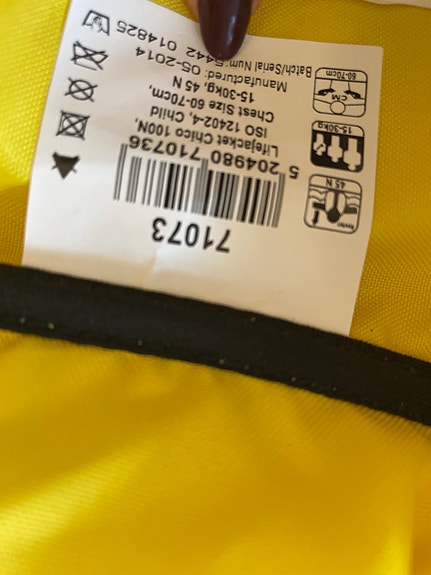 71073
5 204980 710736
Lifejacket Chico 100N,
ISO 12402-4, Child
Chest Size 60-70cm,
15-30kg, 45 N
Manufactured: 05-2014
Batch/Serial Num: 5442 014825
45 N
15-30kg
CM
60-70cm